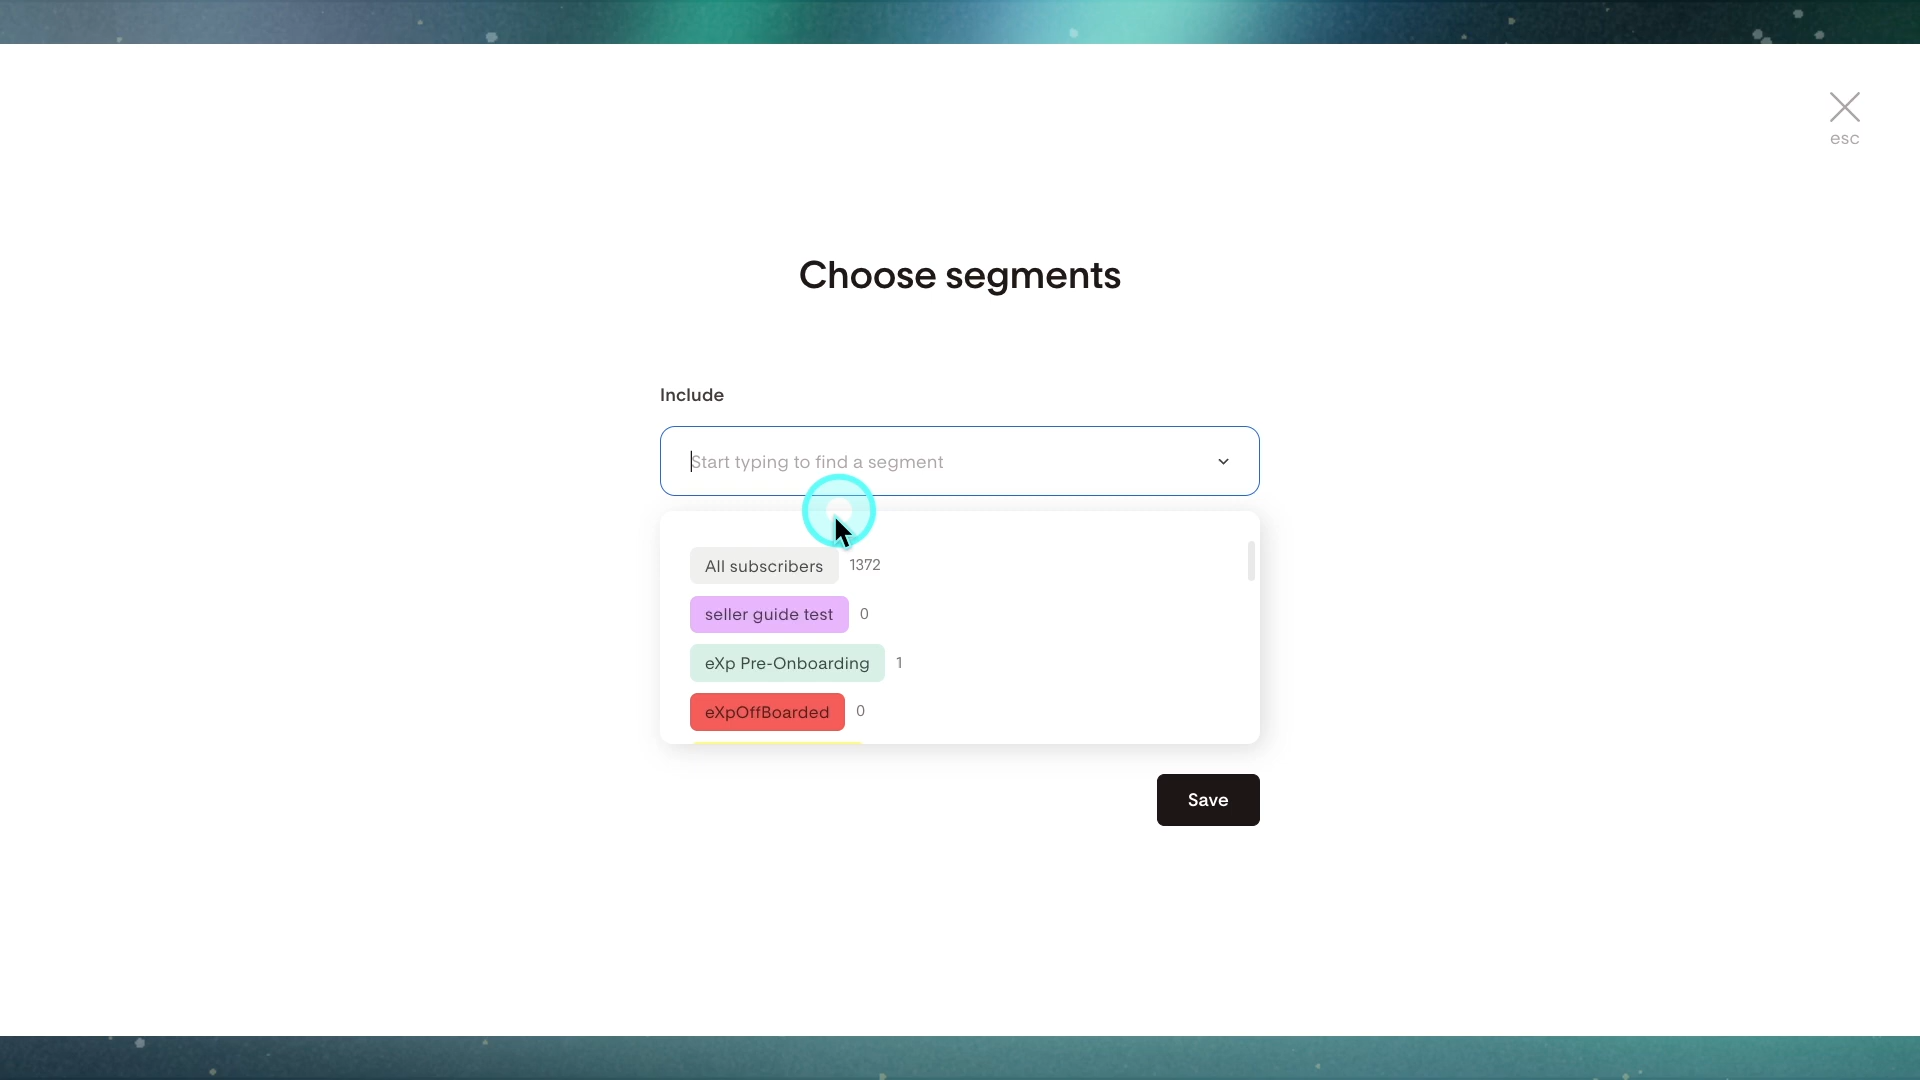 esc
Choose segments
Include
Start typing to find a segment
All subscribers 1372
seller guide test 0
eXp Pre-Onboarding 1
eXpOffBoarded 0
Save